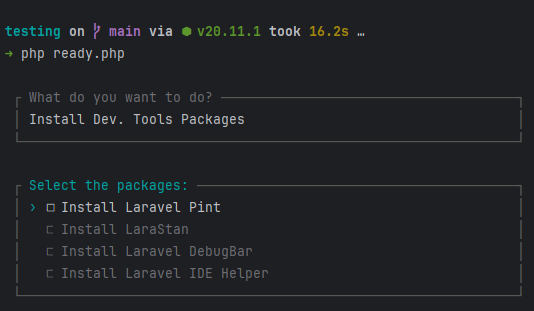 testing on main via v20.11.1 took 16.2s …
→ php ready.php
What do you want to do?
Install Dev. Tools Packages
Select the packages:
› □ Install Laravel Pint
□ Install LaraStan
□ Install Laravel DebugBar
□ Install Laravel IDE Helper